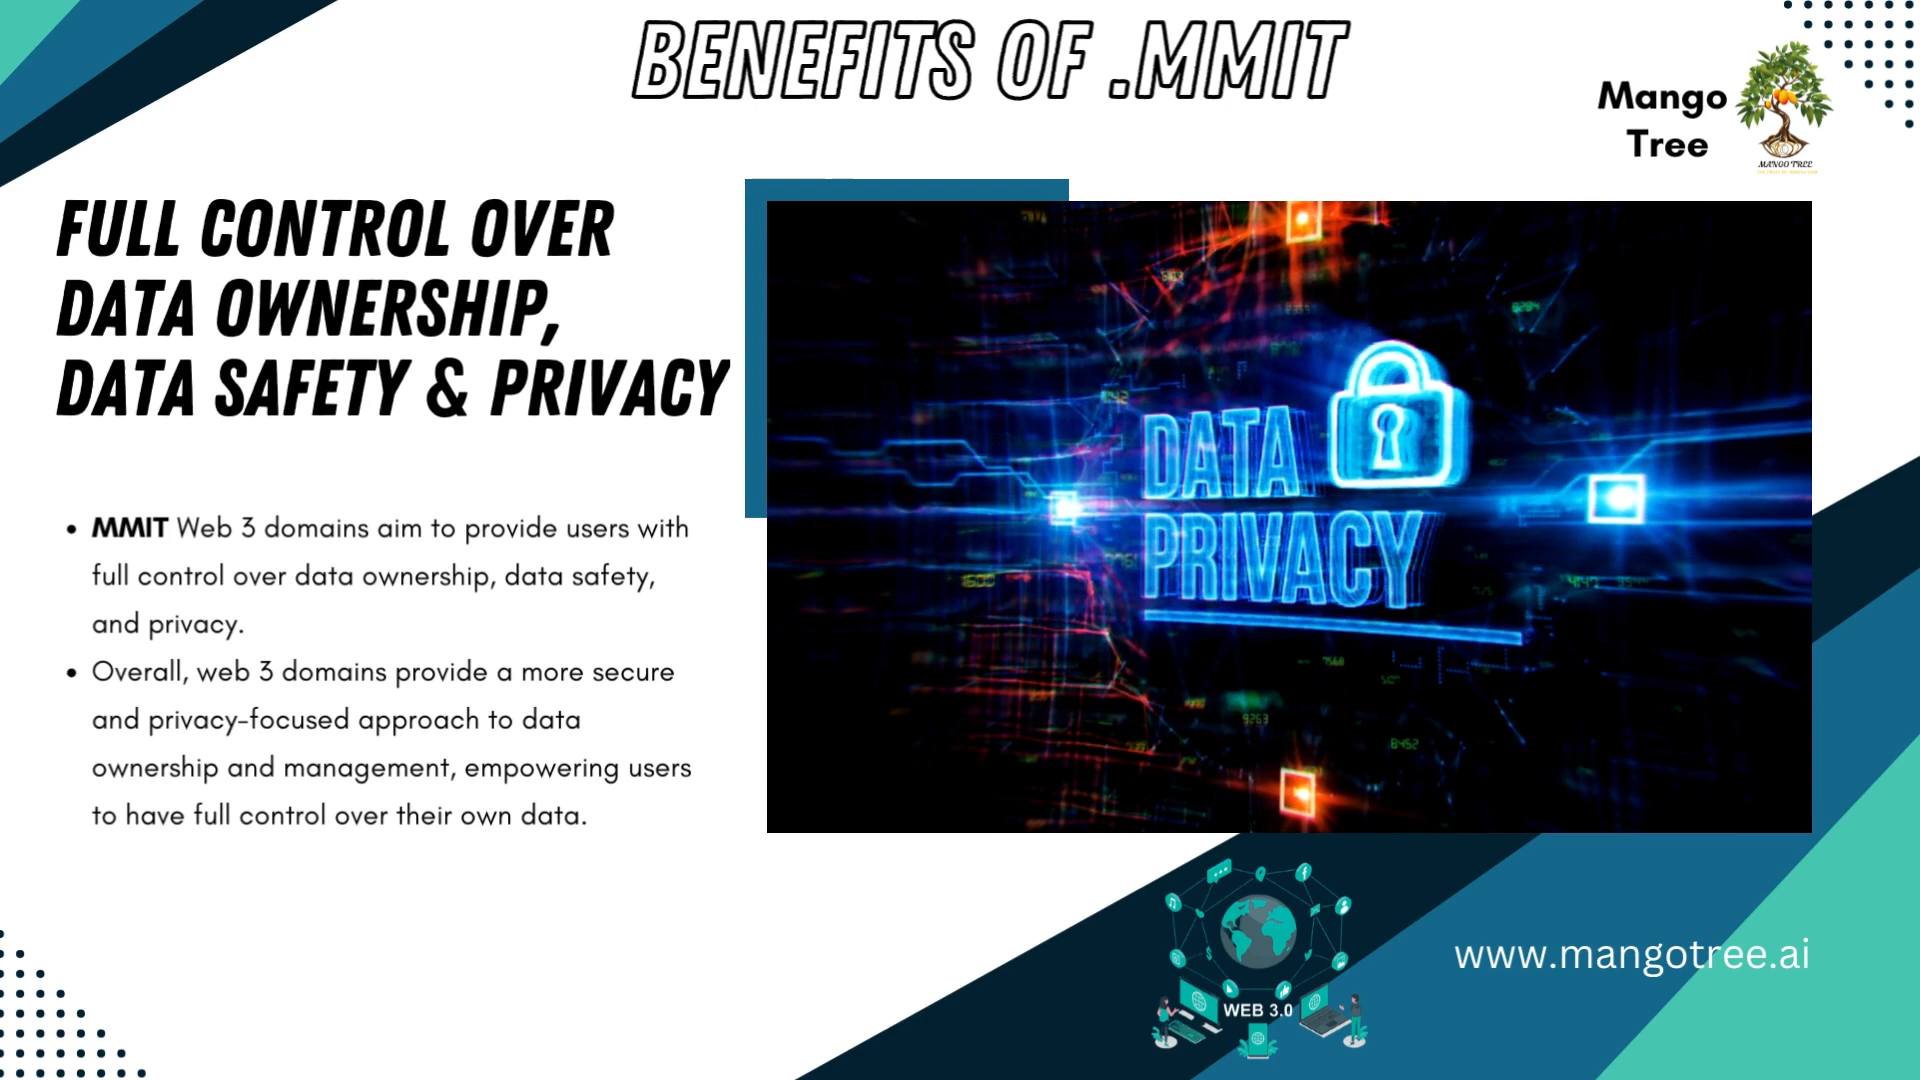 BENEFITS OF .MMIT
Mango
Tree
MANGO TREE
FULL CONTROL OVER
DATA OWNERSHIP,
DATA SAFETY & PRIVACY
MMIT Web 3 domains aim to provide users with
full control over data ownership, data safety,
and privacy.
Overall, web 3 domains provide a more secure
and privacy-focused approach to data
ownership and management, empowering users
to have full control over their own data.
DATA
PRIVACY
8452
9263
WEB 3.0
www.mangotree.ai